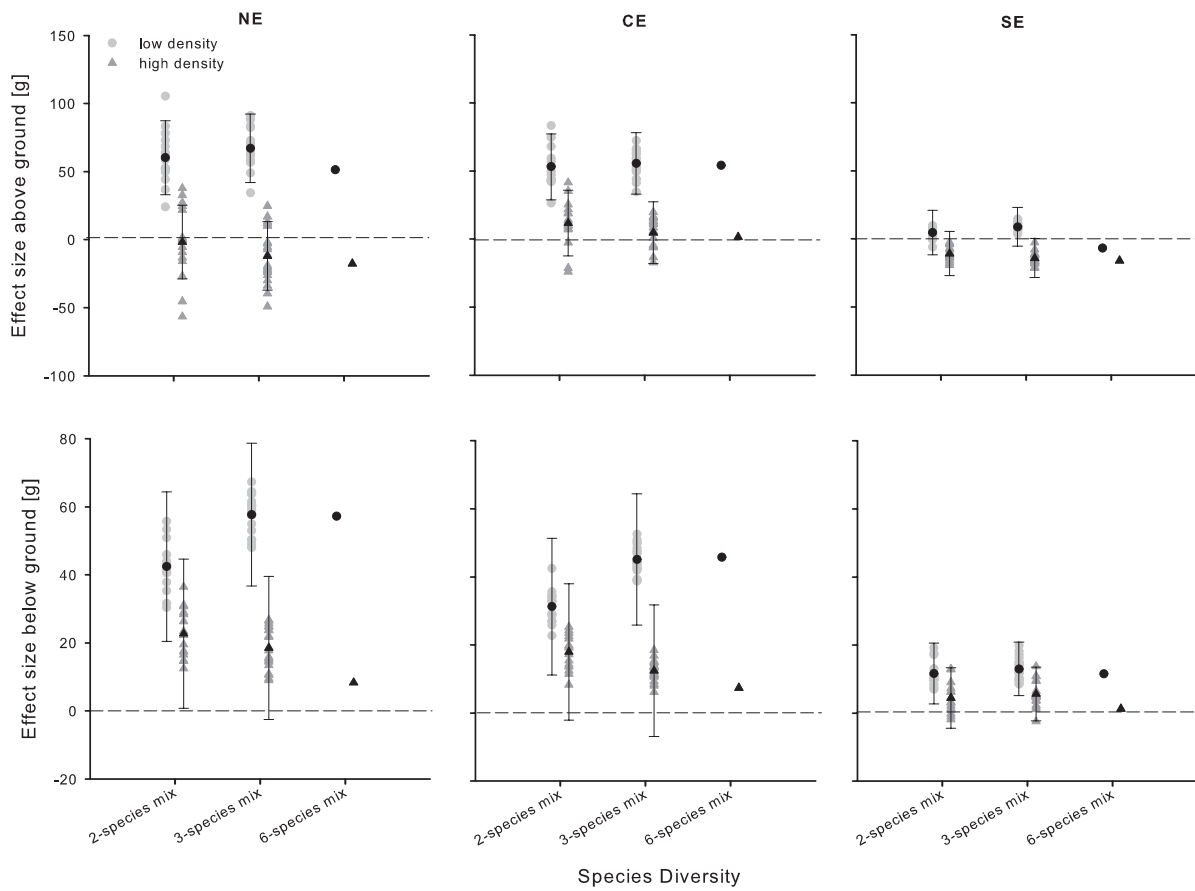 NE
CE
SE
150
100
50
0
-50
-100
low density
high density
Effect size above ground [g]
80
60
40
20
0
-20
Effect size below ground [g]
2-species mix
3-species mix
6-species mix
2-species mix
3-species mix
6-species mix
2-species mix
3-species mix
6-species mix
Species Diversity